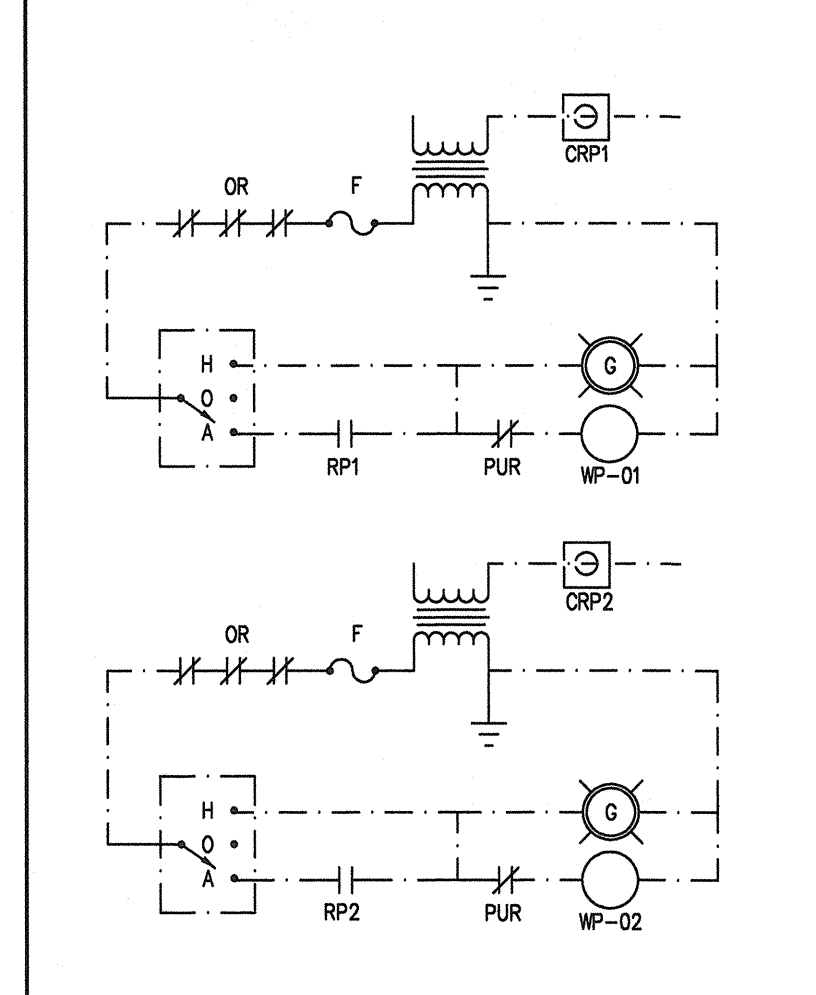 CRP1
OR F
H
G
O
A
RP1 PUR WP-01
CRP2
OR F
H
G
O
A
RP2 PUR WP-02